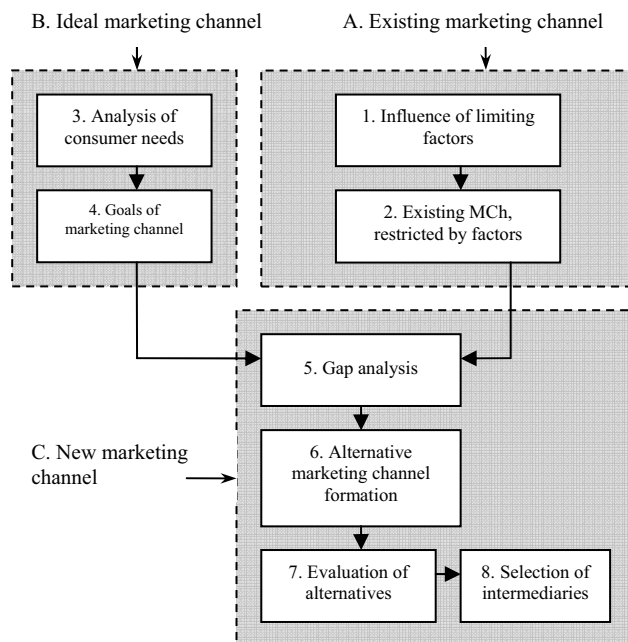 B. Ideal marketing channel
A. Existing marketing channel
3. Analysis of
consumer needs
4. Goals of
marketing channel
1. Influence of limiting
factors
2. Existing MCh,
restricted by factors
5. Gap analysis
C. New marketing
channel
6. Alternative
marketing channel
formation
7. Evaluation of
alternatives
8. Selection of
intermediaries